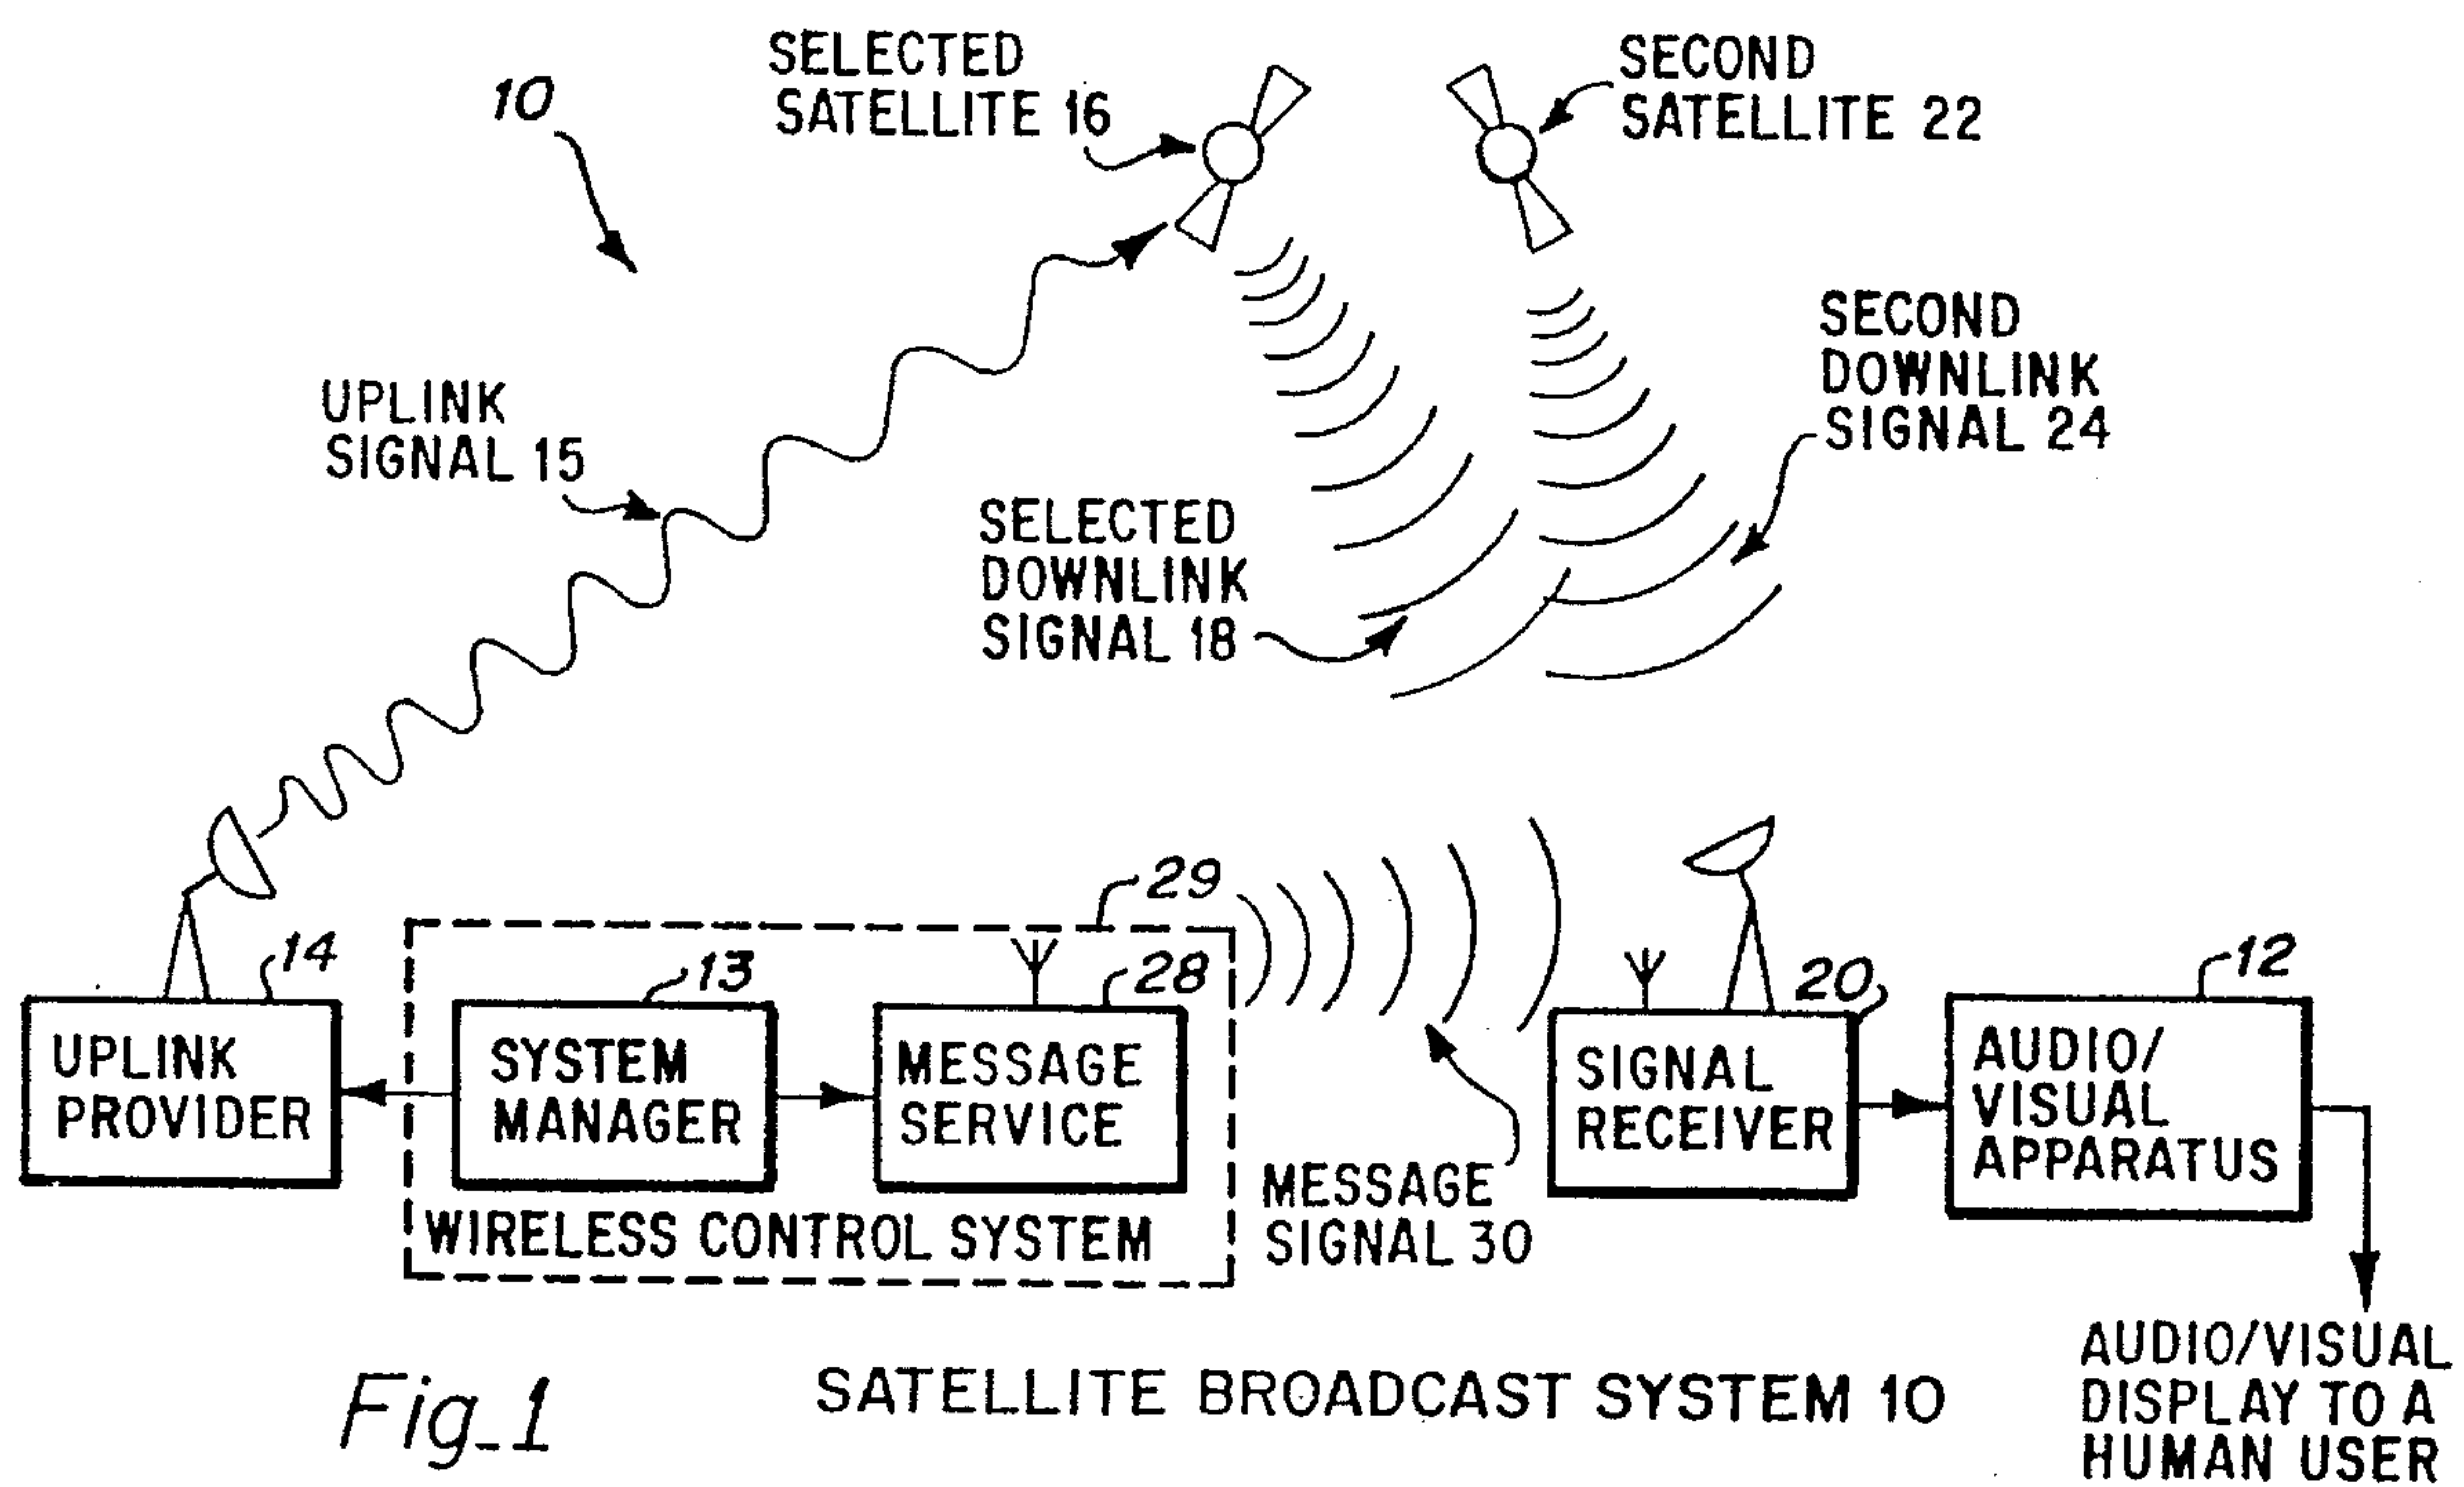 10
SELECTED
SATELLITE 16
SECOND
SATELLITE 22
UPLINK
SIGNAL 15
SECOND
DOWNLINK
SIGNAL 24
SELECTED
DOWNLINK
SIGNAL 18
14
13
29
28
20
12
UPLINK
PROVIDER
SYSTEM
MANAGER
MESSAGE
SERVICE
WIRELESS CONTROL SYSTEM
MESSAGE
SIGNAL 30
SIGNAL
RECEIVER
AUDIO/
VISUAL
APPARATUS
AUDIO/VISUAL
DISPLAY TO A
HUMAN USER
Fig_1
SATELLITE BROADCAST SYSTEM 10